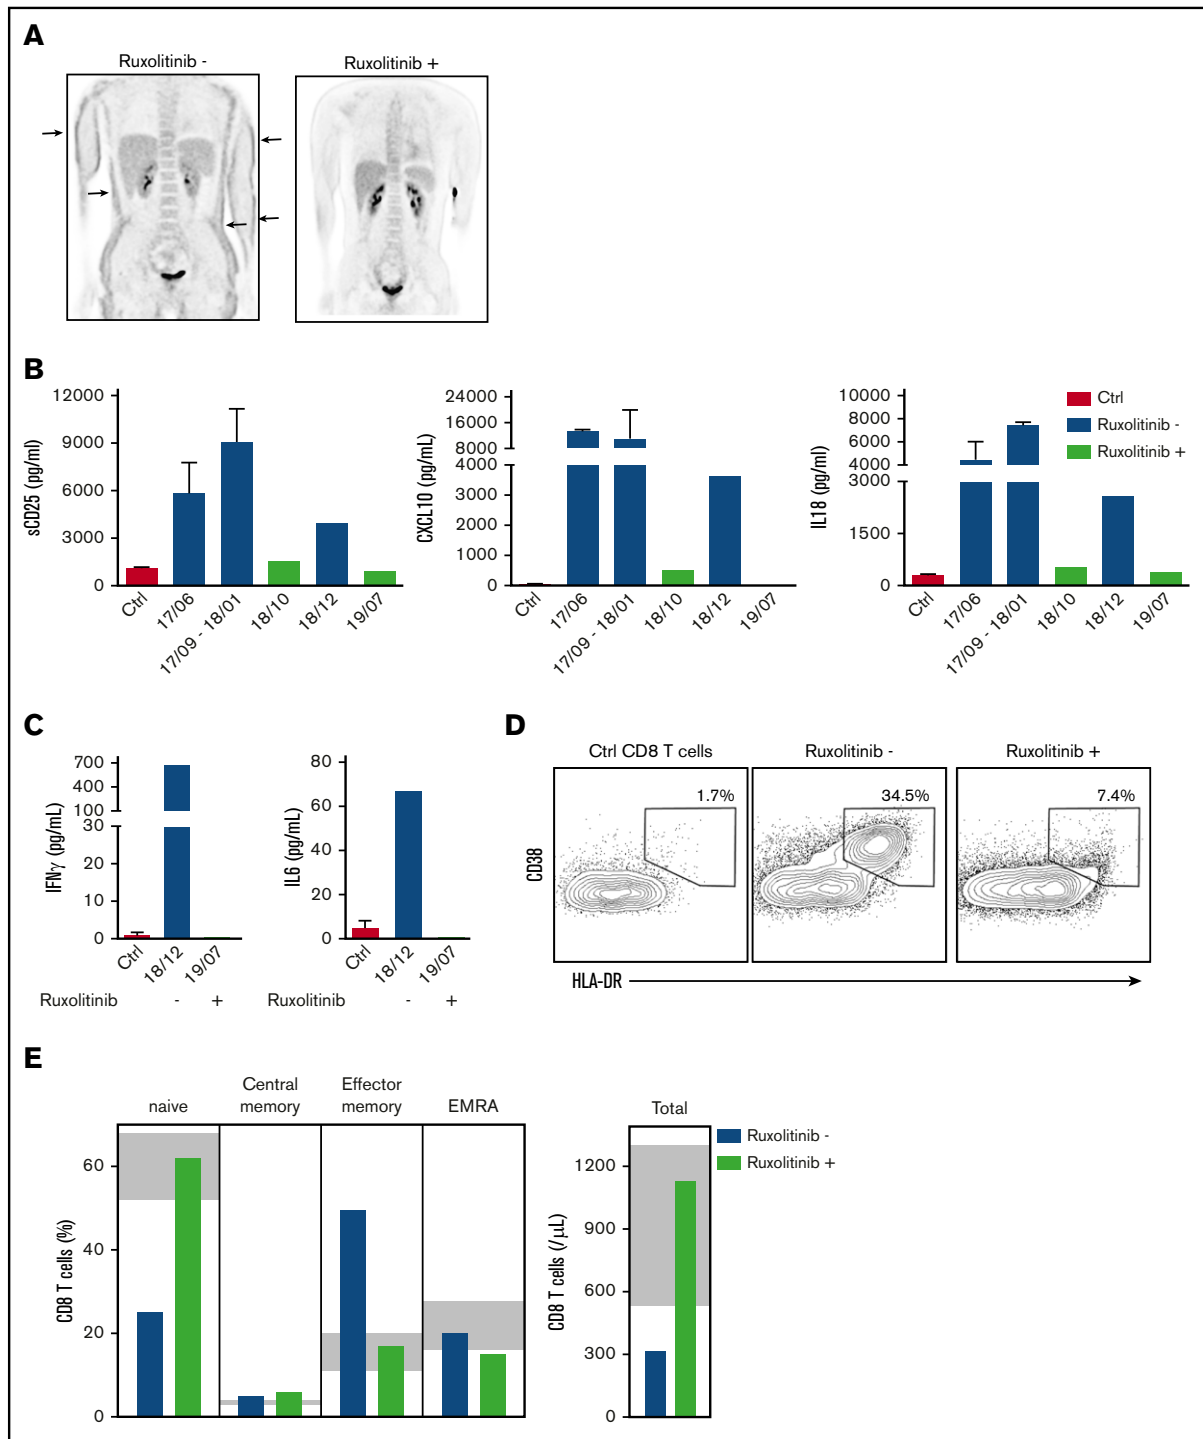 A
Ruxolitinib -
Ruxolitinib +
B
sCD25 (pg/ml)
12000
9000
6000
3000
0
Ctrl
17/06
17/09 - 18/01
18/10
18/12
19/07
CXCL10 (pg/mL)
24000
16000
8000
4000
3000
2000
1000
0
Ctrl
17/06
17/09 - 18/01
18/10
18/12
19/07
IL18 (pg/ml)
10000
8000
6000
4000
3000
1500
0
Ctrl
17/06
17/09 - 18/01
18/10
18/12
19/07
Ctrl
Ruxolitinib -
Ruxolitinib +
C
IFNγ (pg/mL)
700
400
100
30
20
10
0
Ctrl
18/12
19/07
Ruxolitinib - +
IL6 (pg/mL)
80
60
40
20
0
Ctrl
18/12
19/07
Ruxolitinib - +
D
Ctrl CD8 T cells
Ruxolitinib -
Ruxolitinib +
1.7%
34.5%
7.4%
CD38
HLA-DR
E
naive
Central
memory
Effector
memory
EMRA
CD8 T cells (%)
60
40
20
0
Total
CD8 T cells (/μL)
1200
900
600
300
0
Ruxolitinib -
Ruxolitinib +